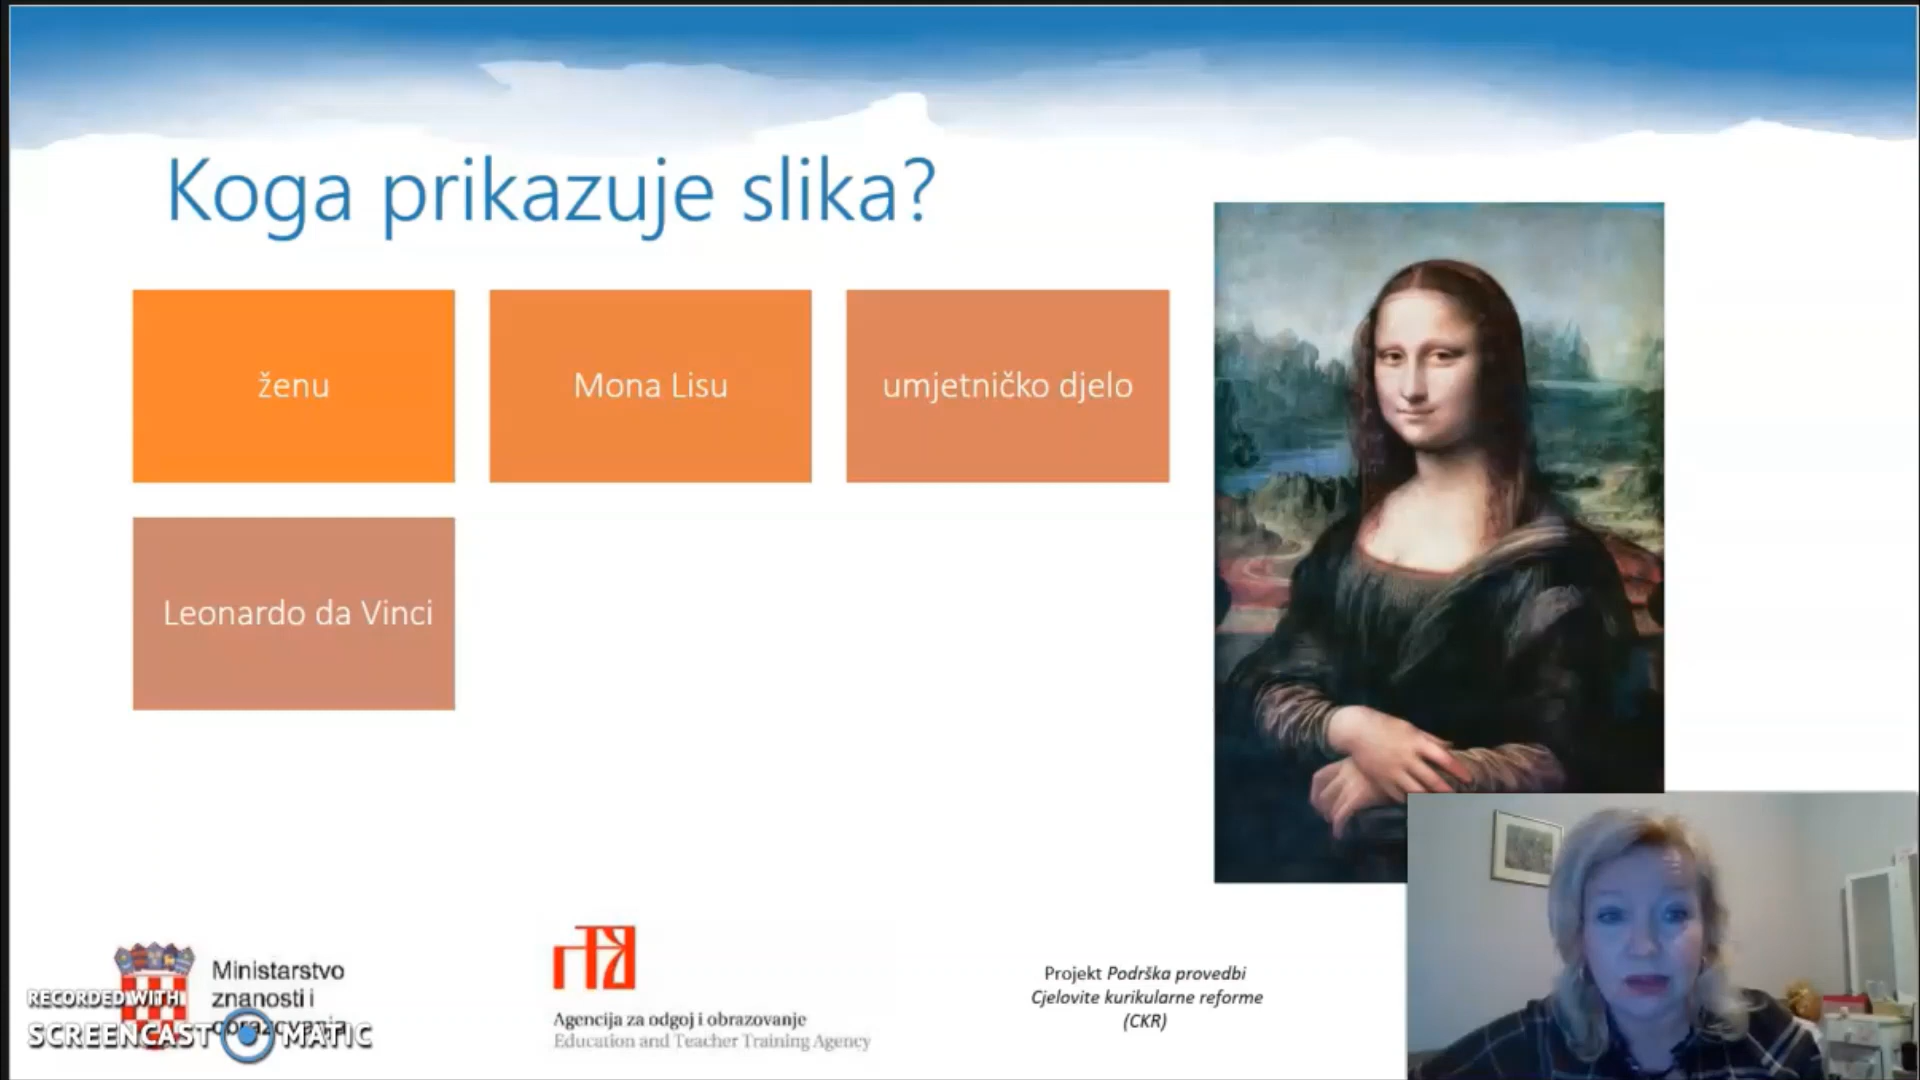 Koga prikazuje slika?
ženu
Mona Lisu
umjetničko djelo
Leonardo da Vinci
Ministarstvo
znanosti i
obrazovanja
RECORDED WITH
SCREENCAST MATIC
Agencija za odgoj i obrazovanje
Education and Teacher Training Agency
Projekt Podrška provedbi
Cjelovite kurikularne reforme
(CKR)